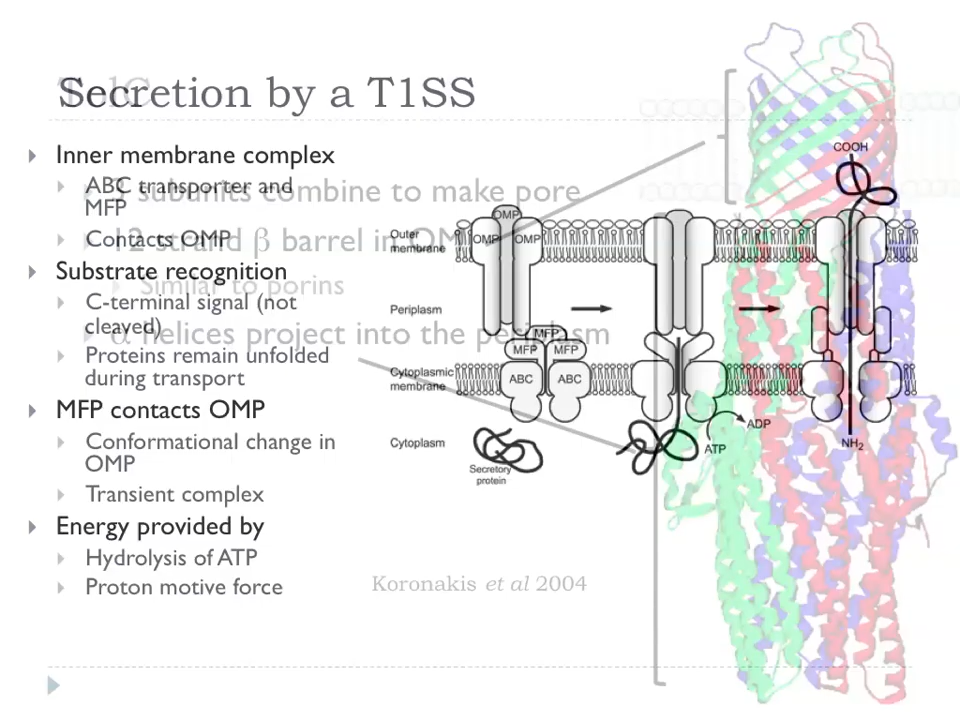 Secretion by a T1SS
TolC
Inner membrane complex
ABC transporter and
MFP
Contacts OMP
Substrate recognition
C-terminal signal (not
cleaved)
Proteins remain unfolded
during transport
MFP contacts OMP
Conformational change in
OMP
Transient complex
Energy provided by
Hydrolysis of ATP
Proton motive force
subunits combine to make pore
12 strand β barrel in OM
Similar to porins
α helices project into the periplasm
Koronakis et al 2004
OMP
OMP
OMP
Outer
membrane
Periplasm
MFP
MFP
MFP
ABC
ABC
Cytoplasmic
membrane
Cytoplasm
Secretory
protein
ADP
ATP
COOH
NH2